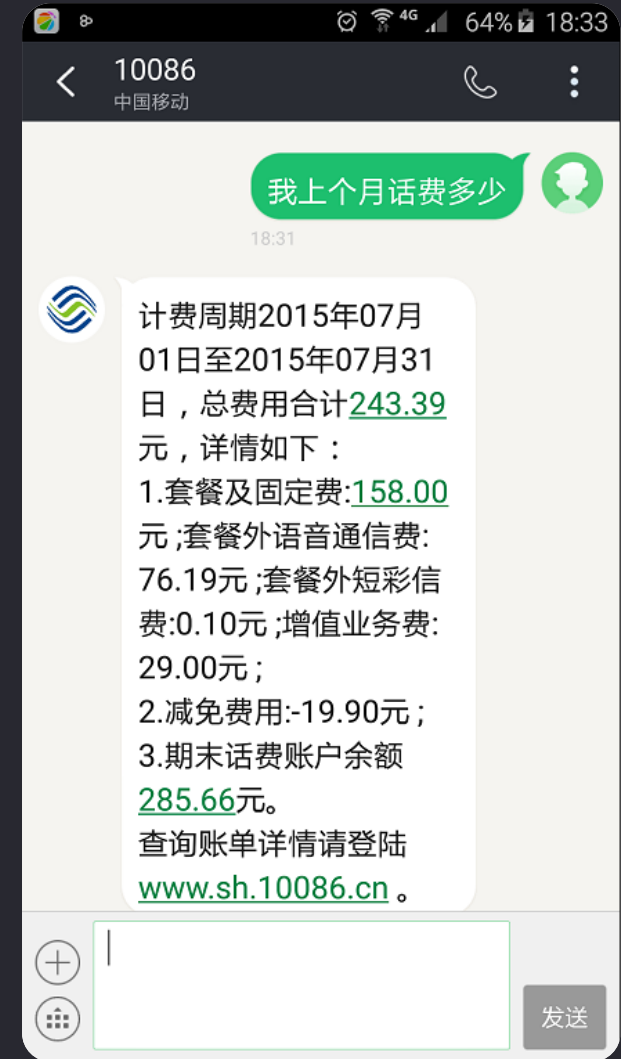 4G 64% 18:33
10086
中国移动
我上个月话费多少
18:31
计费周期2015年07月
01日至2015年07月31
日，总费用合计243.39
元，详情如下：
1.套餐及固定费:158.00
元;套餐外语音通信费:
76.19元;套餐外短彩信
费:0.10元;增值业务费:
29.00元;
2.减免费用:-19.90元;
3.期末话费账户余额
285.66元。
查询账单详情请登陆
www.sh.10086.cn 。
发送